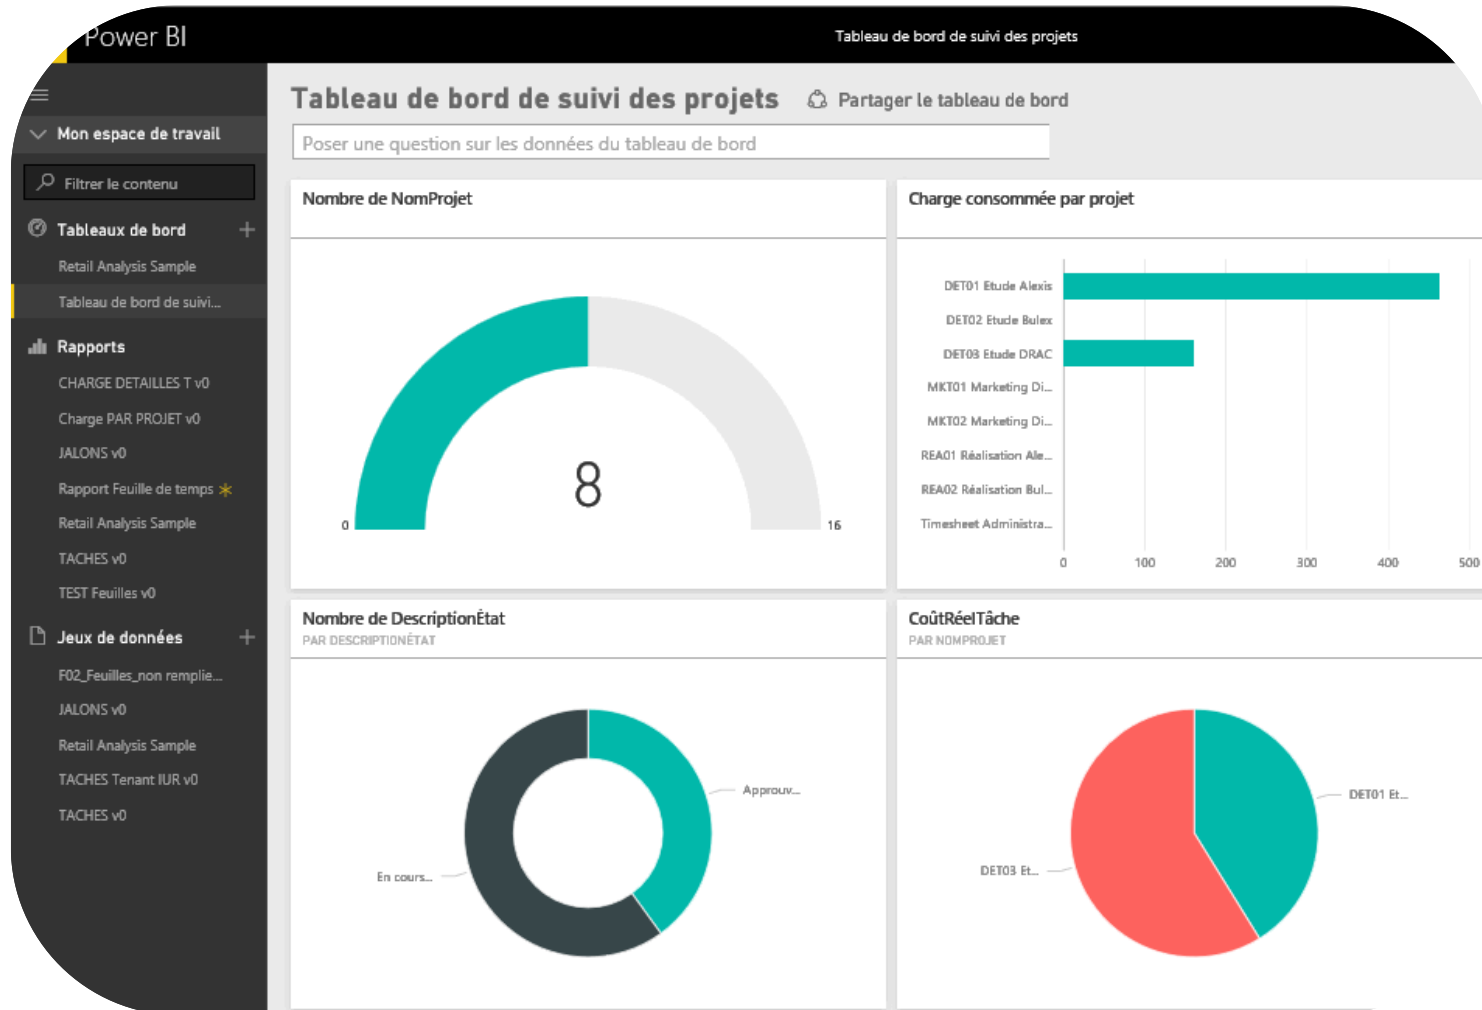 Power BI
Tableau de bord de suivi des projets
Mon espace de travail
Filtrer le contenu
Tableaux de bord
Retail Analysis Sample
Tableau de bord de suivi...
Rapports
CHARGE DETAILLES T v0
Charge PAR PROJET v0
JALONS v0
Rapport Feuille de temps
Retail Analysis Sample
TACHES v0
TEST Feuilles v0
Jeux de données
F02_Feuilles_non remplie...
JALONS v0
Retail Analysis Sample
TACHES Tenant IUR v0
TACHES v0
Tableau de bord de suivi des projets
Partager le tableau de bord
Poser une question sur les données du tableau de bord
Nombre de NomProjet
8
0
16
Charge consommée par projet
DET01 Etude Alexis
DET02 Etude Bulex
DET03 Etude DRAC
MKT01 Marketing Di...
MKT02 Marketing Di...
REA01 Réalisation Ale...
REA02 Réalisation Bul...
Timesheet Administra...
0 100 200 300 400 500
Nombre de DescriptionÉtat
PAR DESCRIPTIONÉTAT
Approuv...
En cours...
CoûtRéelTâche
PAR NOMPROJET
DET01 Et...
DET03 Et...